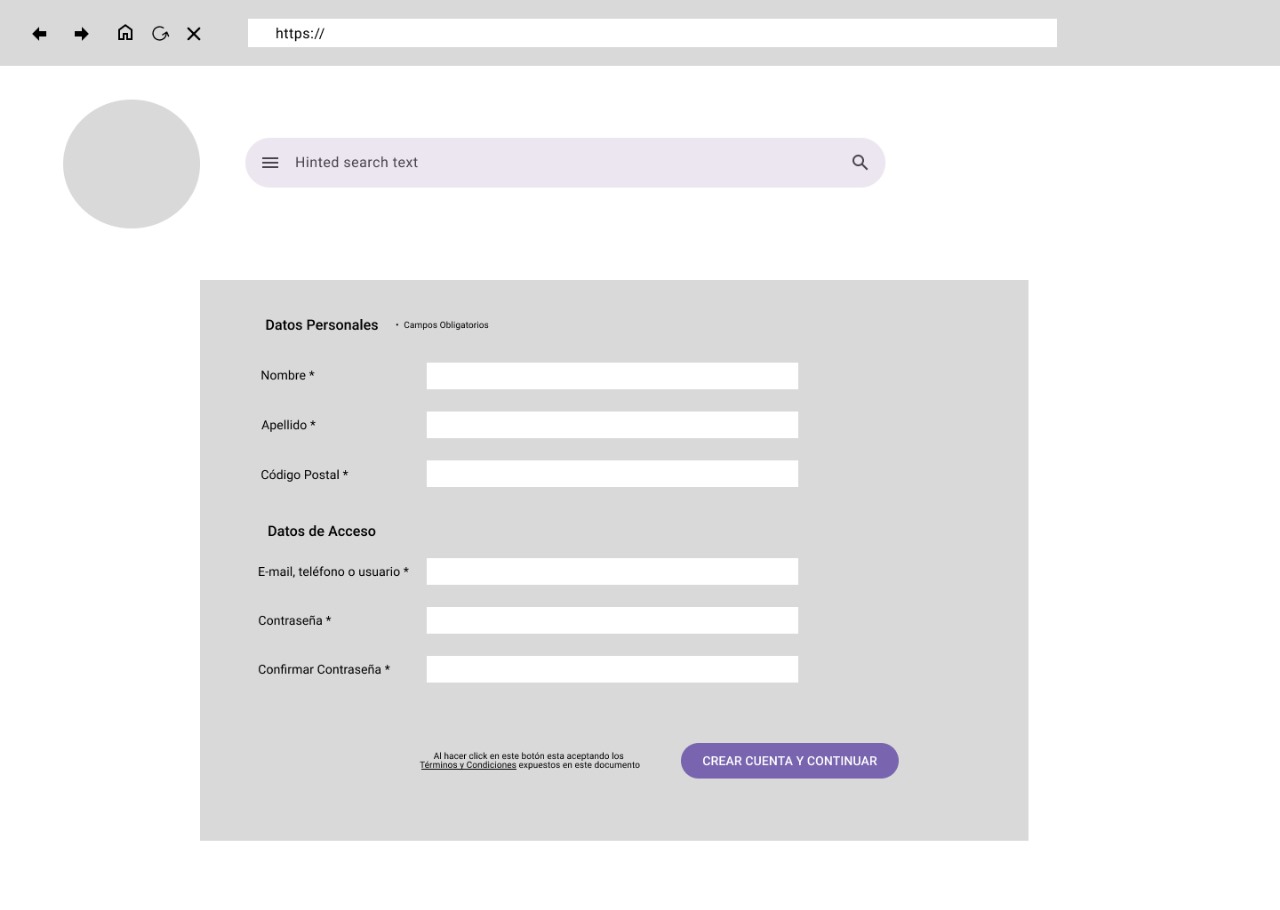 https://
Hinted search text
Datos Personales
• Campos Obligatorios
Nombre *
Apellido *
Código Postal *
Datos de Acceso
E-mail, teléfono o usuario *
Contraseña *
Confirmar Contraseña *
Al hacer click en este botón esta aceptando los
Términos y Condiciones expuestos en este documento
CREAR CUENTA Y CONTINUAR